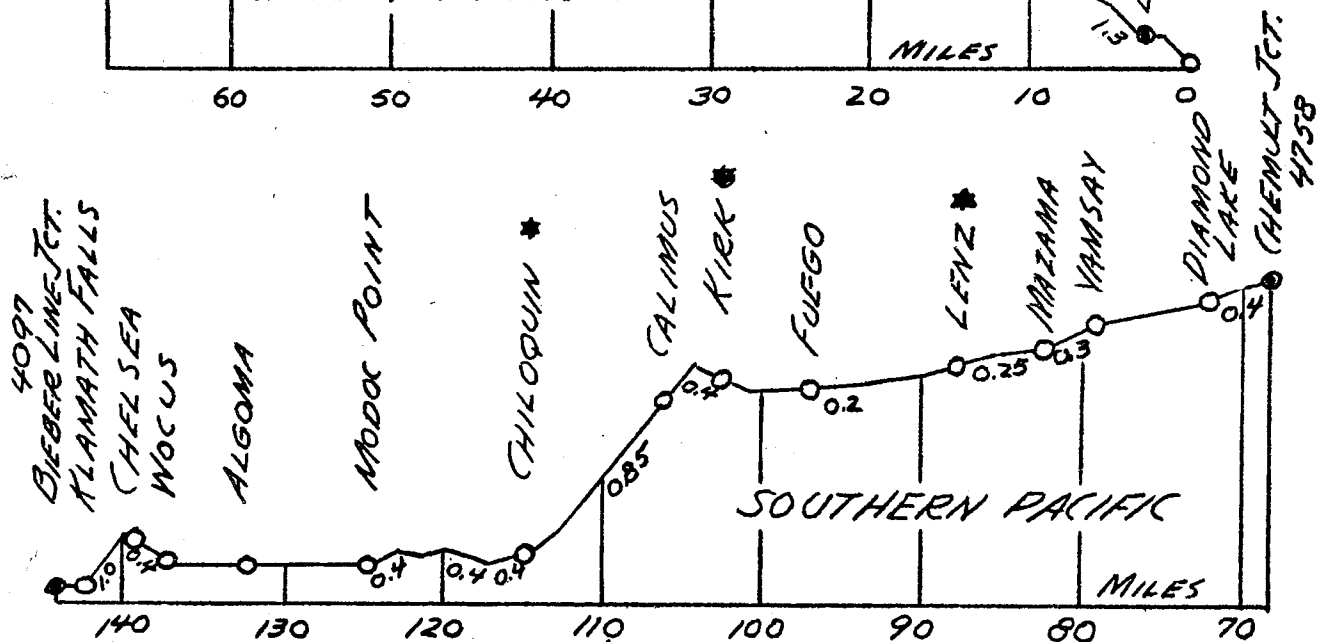 1.3
MILES
60 50 40 30 20 10 0
4097
BIEBER LINE JCT.
KLAMATH FALLS
CHELSEA
WOCUS
ALGOMA
MODOC POINT
CHILOQUIN *
CALIMUS
KIRK *
FUEGO
LENZ *
MAZAMA
YAMSAY
DIAMOND
LAKE
CHEMULT JCT.
4758
1.0
0.4
0.4
0.4
0.85
0.4
0.2
0.25
0.3
0.4
SOUTHERN PACIFIC
MILES
140 130 120 110 100 90 80 70